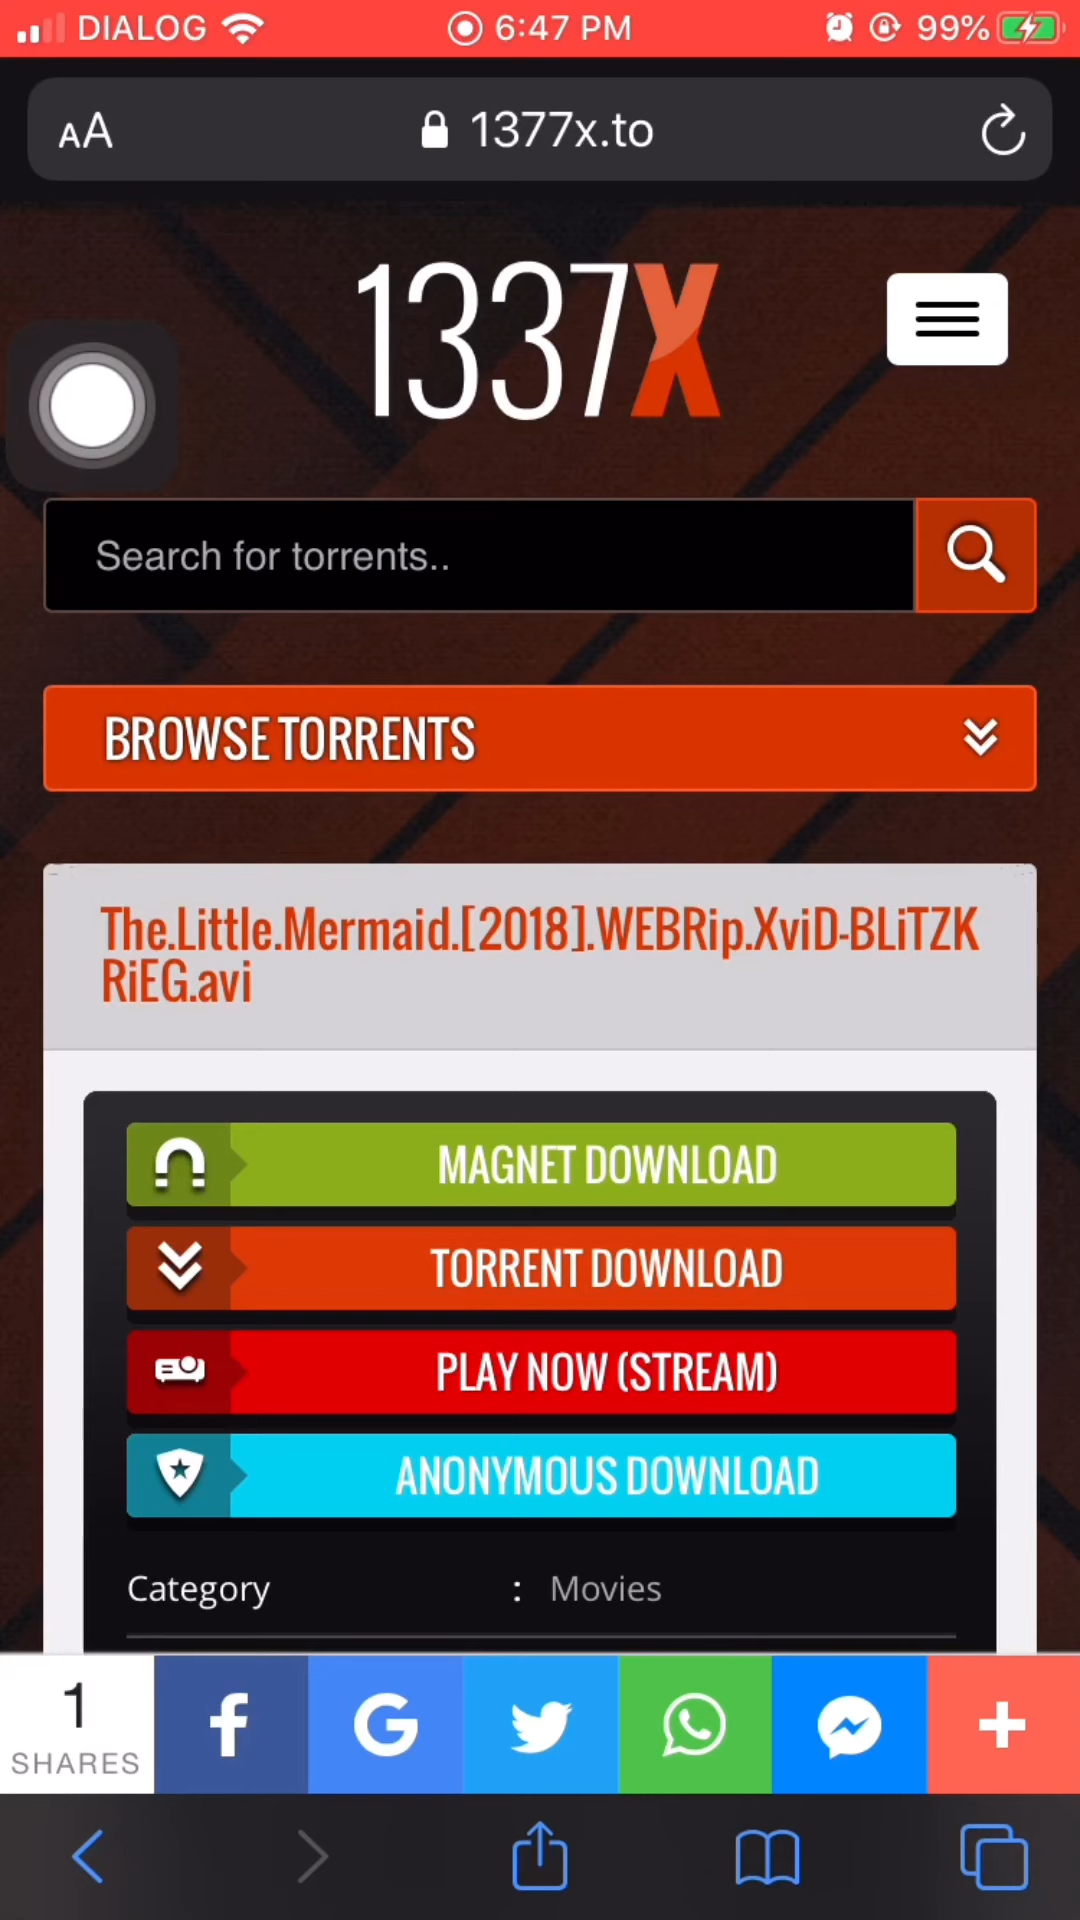 DIALOG 6:47 PM 99%
AA 1377x.to
1337X
Search for torrents..
BROWSE TORRENTS
The.Little.Mermaid.[2018].WEBRip.XviD-BLiTZK
RiEG.avi
MAGNET DOWNLOAD
TORRENT DOWNLOAD
PLAY NOW (STREAM)
ANONYMOUS DOWNLOAD
Category : Movies
1
SHARES